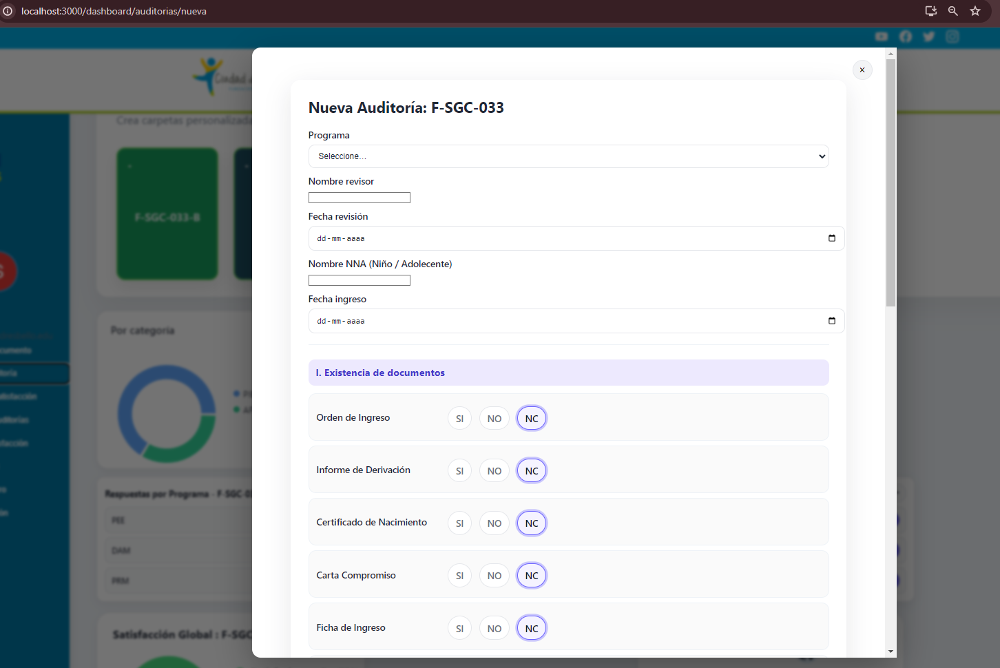 localhost:3000/dashboard/auditorias/nueva
Ciudad
Crea carpetas personalizada
F-SGC-033-B
Por categoría
Respuestas por Programa - F-SGC-03
PEE
DAM
PRM
Satisfacción Global : F-SGC
×
Nueva Auditoría: F-SGC-033
Programa
Seleccione...
Nombre revisor
Fecha revisión
dd-mm-aaaa
Nombre NNA (Niño / Adolecente)
Fecha ingreso
dd-mm-aaaa
I. Existencia de documentos
Orden de Ingreso SI NO NC
Informe de Derivación SI NO NC
Certificado de Nacimiento SI NO NC
Carta Compromiso SI NO NC
Ficha de Ingreso SI NO NC